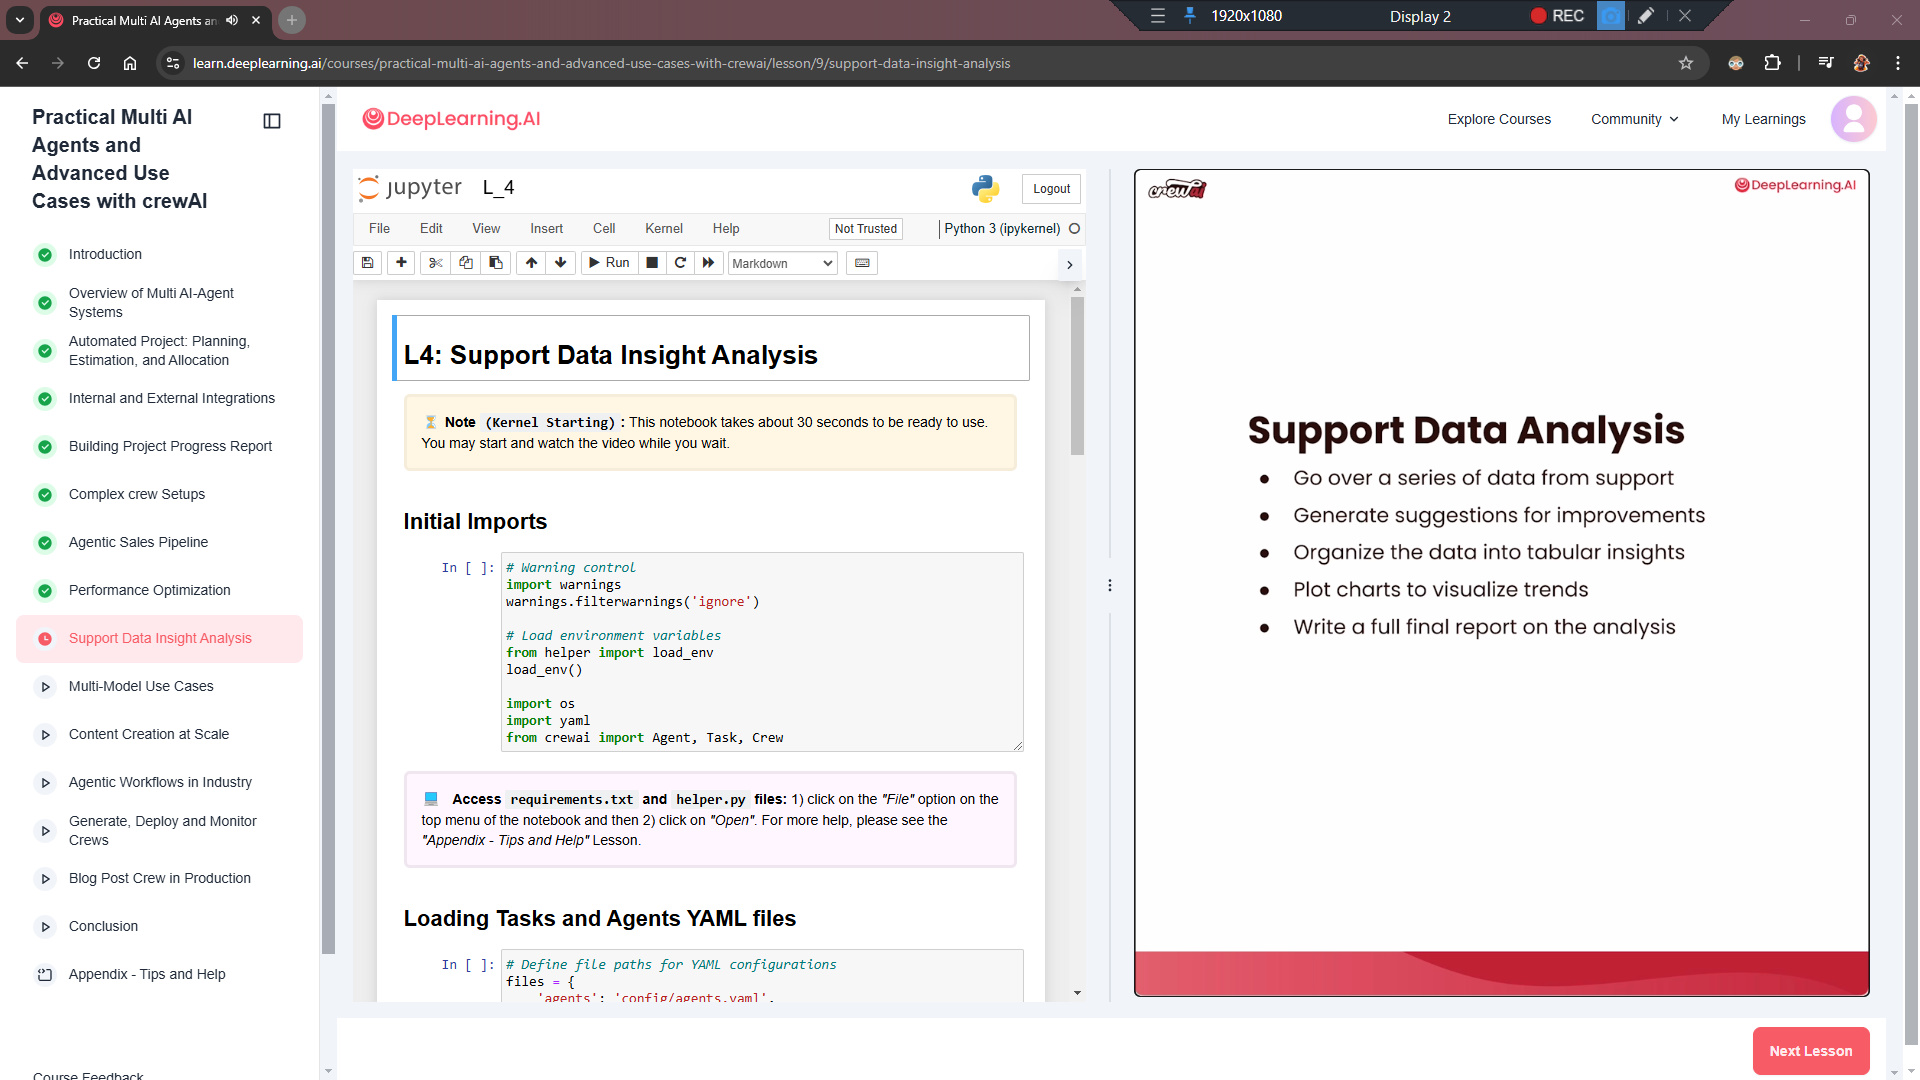 Practical Multi AI Agents an
1920x1080
Display 2
REC
learn.deeplearning.ai/courses/practical-multi-ai-agents-and-advanced-use-cases-with-crewai/lesson/9/support-data-insight-analysis
Practical Multi AI
Agents and
Advanced Use
Cases with crewAI
Introduction
Overview of Multi AI-Agent
Systems
Automated Project: Planning,
Estimation, and Allocation
Internal and External Integrations
Building Project Progress Report
Complex crew Setups
Agentic Sales Pipeline
Performance Optimization
Support Data Insight Analysis
Multi-Model Use Cases
Content Creation at Scale
Agentic Workflows in Industry
Generate, Deploy and Monitor
Crews
Blog Post Crew in Production
Conclusion
Appendix - Tips and Help
Course Feedback
DeepLearning.AI
Explore Courses
Community
My Learnings
jupyter L_4
Logout
File Edit View Insert Cell Kernel Help
Not Trusted
Python 3 (ipykernel)
Run
Markdown
L4: Support Data Insight Analysis
⏳ Note (Kernel Starting) : This notebook takes about 30 seconds to be ready to use.
You may start and watch the video while you wait.
Initial Imports
In [ ]:
# Warning control
import warnings
warnings.filterwarnings('ignore')
# Load environment variables
from helper import load_env
load_env()
import os
import yaml
from crewai import Agent, Task, Crew
💻 Access requirements.txt and helper.py files: 1) click on the "File" option on the
top menu of the notebook and then 2) click on "Open". For more help, please see the
"Appendix - Tips and Help" Lesson.
Loading Tasks and Agents YAML files
In [ ]:
# Define file paths for YAML configurations
files = {
'agents': 'config/agents.yaml',
crewai
DeepLearning.AI
Support Data Analysis
● Go over a series of data from support
● Generate suggestions for improvements
● Organize the data into tabular insights
● Plot charts to visualize trends
● Write a full final report on the analysis
Next Lesson